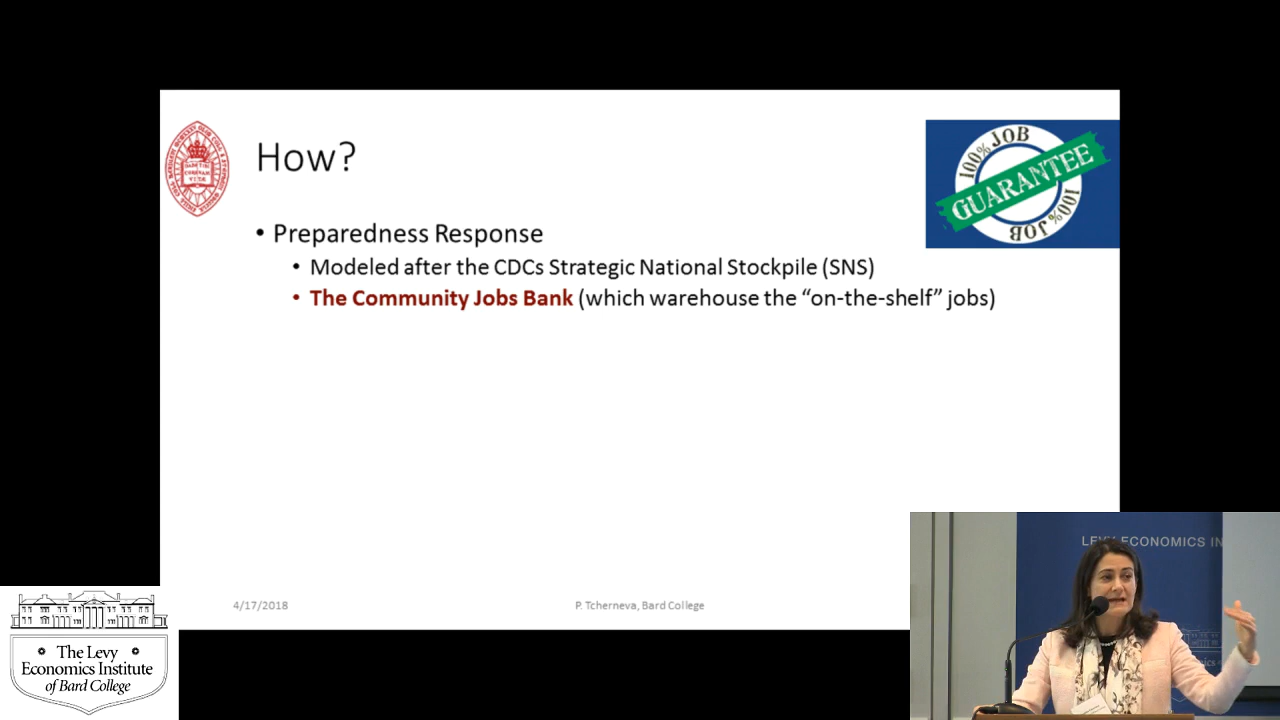 How?
100% JOB
GUARANTEE
100% JOB
• Preparedness Response
• Modeled after the CDCs Strategic National Stockpile (SNS)
• The Community Jobs Bank (which warehouse the “on-the-shelf” jobs)
4/17/2018
P. Tcherneva, Bard College
LEVY ECONOMICS IN
The Levy
Economics Institute
of Bard College